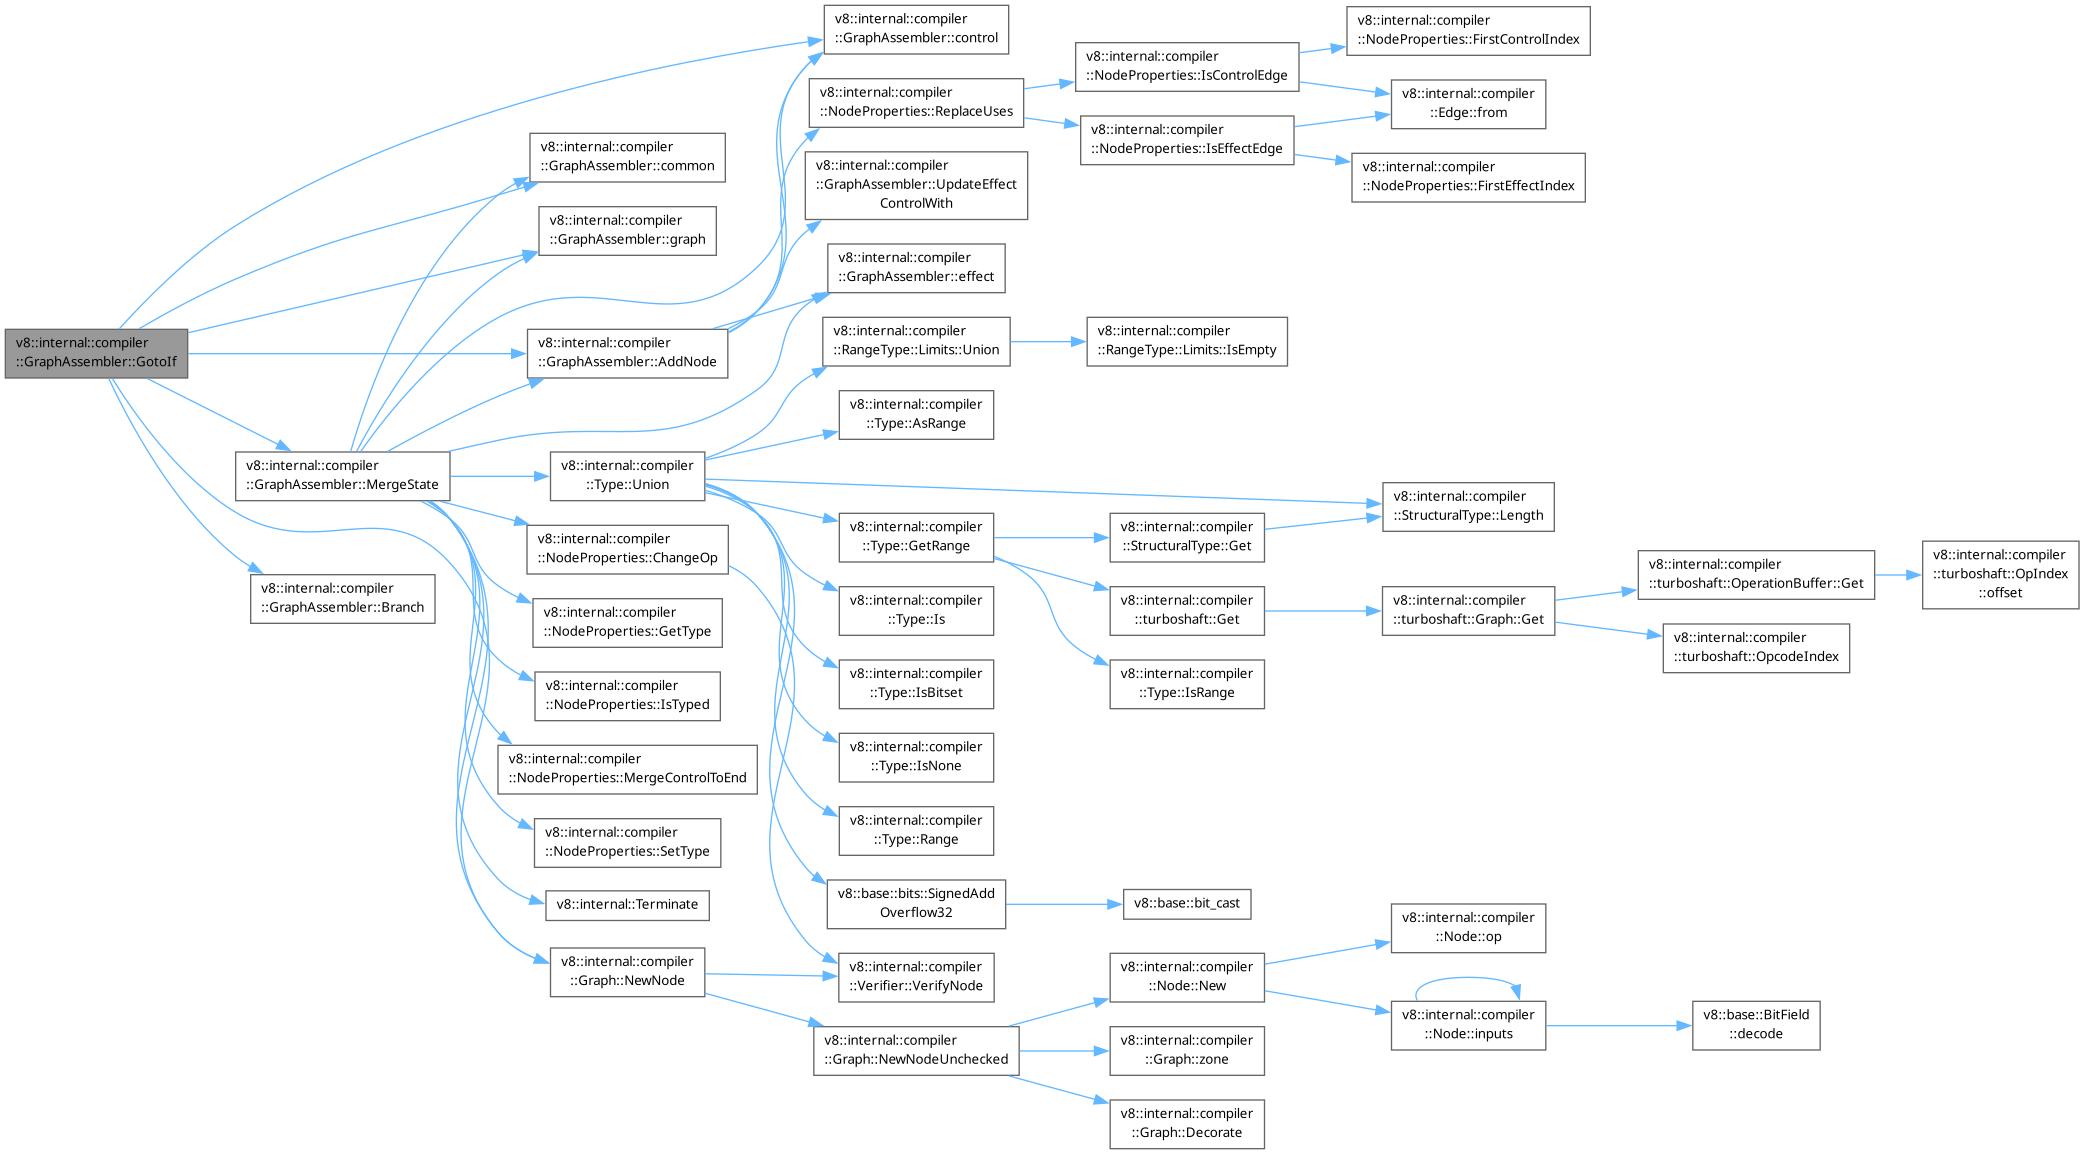 v8::internal::compiler
::GraphAssembler::GotoIf
v8::internal::compiler
::GraphAssembler::control
v8::internal::compiler
::GraphAssembler::common
v8::internal::compiler
::GraphAssembler::graph
v8::internal::compiler
::GraphAssembler::AddNode
v8::internal::compiler
::NodeProperties::ReplaceUses
v8::internal::compiler
::NodeProperties::IsControlEdge
v8::internal::compiler
::NodeProperties::FirstControlIndex
v8::internal::compiler
::Edge::from
v8::internal::compiler
::NodeProperties::IsEffectEdge
v8::internal::compiler
::NodeProperties::FirstEffectIndex
v8::internal::compiler
::GraphAssembler::UpdateEffect
ControlWith
v8::internal::compiler
::GraphAssembler::effect
v8::internal::compiler
::GraphAssembler::MergeState
v8::internal::compiler
::GraphAssembler::Branch
v8::internal::compiler
::Type::Union
v8::internal::compiler
::RangeType::Limits::Union
v8::internal::compiler
::RangeType::Limits::IsEmpty
v8::internal::compiler
::Type::AsRange
v8::internal::compiler
::StructuralType::Length
v8::internal::compiler
::Type::GetRange
v8::internal::compiler
::StructuralType::Get
v8::internal::compiler
::turboshaft::Get
v8::internal::compiler
::turboshaft::Graph::Get
v8::internal::compiler
::turboshaft::OperationBuffer::Get
v8::internal::compiler
::turboshaft::OpIndex
::offset
v8::internal::compiler
::turboshaft::OpcodeIndex
v8::internal::compiler
::Type::IsRange
v8::internal::compiler
::Type::Is
v8::internal::compiler
::Type::IsBitset
v8::internal::compiler
::Type::IsNone
v8::internal::compiler
::Type::Range
v8::base::bits::SignedAdd
Overflow32
v8::base::bit_cast
v8::internal::compiler
::NodeProperties::ChangeOp
v8::internal::compiler
::NodeProperties::GetType
v8::internal::compiler
::NodeProperties::IsTyped
v8::internal::compiler
::NodeProperties::MergeControlToEnd
v8::internal::compiler
::NodeProperties::SetType
v8::internal::Terminate
v8::internal::compiler
::Graph::NewNode
v8::internal::compiler
::Verifier::VerifyNode
v8::internal::compiler
::Graph::NewNodeUnchecked
v8::internal::compiler
::Node::New
v8::internal::compiler
::Node::op
v8::internal::compiler
::Node::inputs
v8::base::BitField
::decode
v8::internal::compiler
::Graph::zone
v8::internal::compiler
::Graph::Decorate